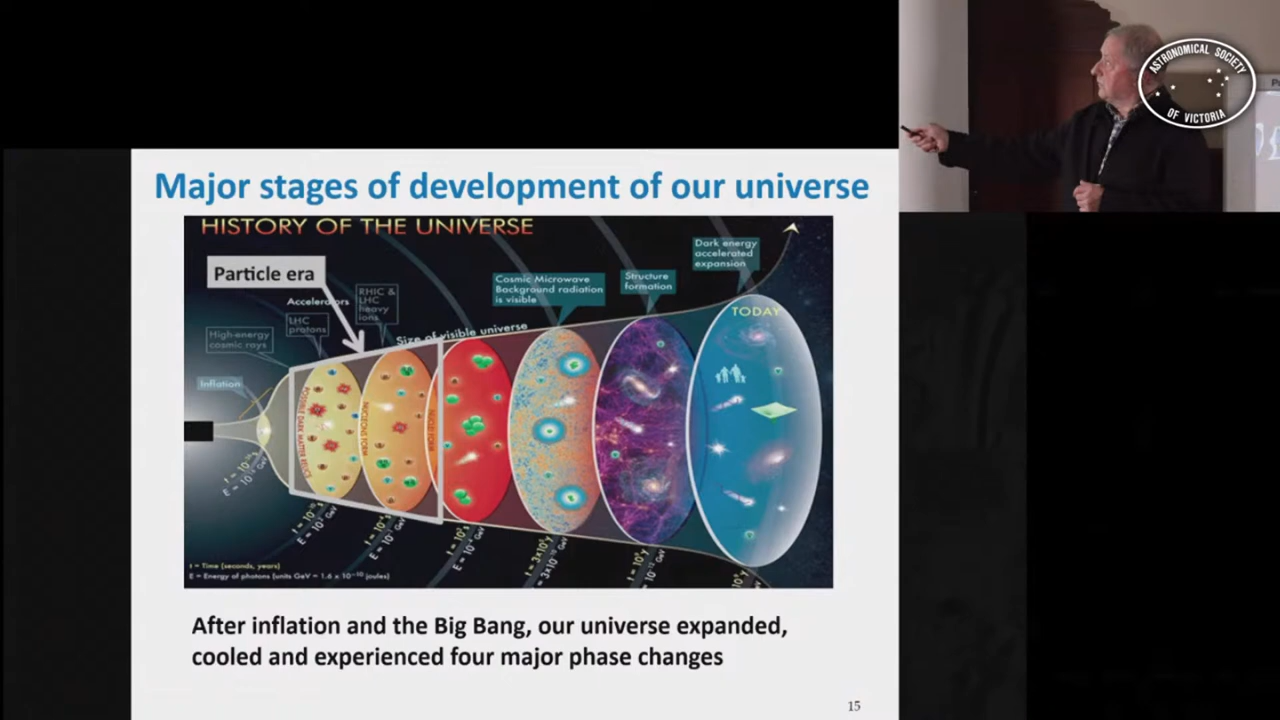 Major stages of development of our universe
HISTORY OF THE UNIVERSE
Particle era
Accelerators
RHIC &
LHC
heavy
ions
LHC
protons
High-energy
cosmic rays
Inflation
Size of visible universe
Cosmic Microwave
Background radiation
is visible
Structure
formation
Dark energy
accelerated
expansion
TODAY
POSSIBLE DARK MATTER RELICS
t = Time (seconds, years)
E = Energy of photons (units GeV = 1.6 x 10⁻¹⁰ joules)
After inflation and the Big Bang, our universe expanded,
cooled and experienced four major phase changes
15
ASTRONOMICAL SOCIETY
OF VICTORIA